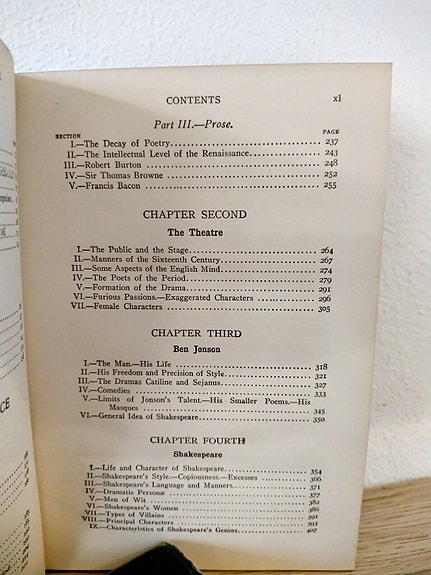 CONTENTS xi
Part III.—Prose.
SECTION PAGE
I.—The Decay of Poetry 237
II.—The Intellectual Level of the Renaissance 243
III.—Robert Burton 248
IV.—Sir Thomas Browne 252
V.—Francis Bacon 255
CHAPTER SECOND
The Theatre
I.—The Public and the Stage 264
II.—Manners of the Sixteenth Century 267
III.—Some Aspects of the English Mind 274
IV.—The Poets of the Period 279
V.—Formation of the Drama 291
VI.—Furious Passions.—Exaggerated Characters 296
VII.—Female Characters 305
CHAPTER THIRD
Ben Jonson
I.—The Man.—His Life 318
II.—His Freedom and Precision of Style 321
III.—The Dramas Catiline and Sejanus 327
IV.—Comedies 333
V.—Limits of Jonson's Talent.—His Smaller Poems.—His
Masques 345
VI.—General Idea of Shakespeare 350
CHAPTER FOURTH
Shakespeare
I.—Life and Character of Shakespeare 354
II.—Shakespeare's Style.—Copiousness.—Excesses 366
III.—Shakespeare's Language and Manners 371
IV.—Dramatis Personæ 377
V.—Men of Wit 382
VI.—Shakespeare's Women 386
VII.—Types of Villains 391
VIII.—Principal Characters 393
IX.—Characteristics of Shakespeare's Genius 407
CE